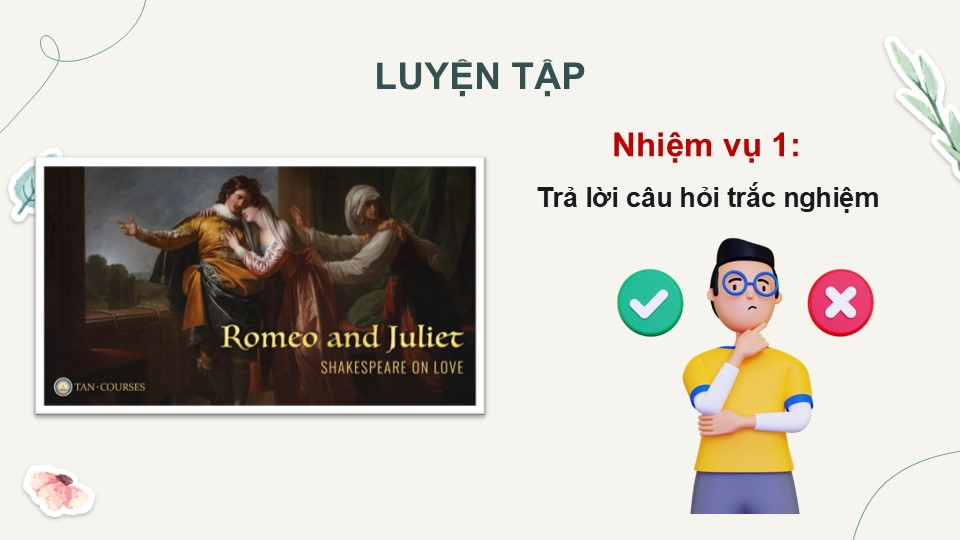 LUYỆN TẬP
Nhiệm vụ 1:
Trả lời câu hỏi trắc nghiệm
Romeo and Juliet
SHAKESPEARE ON LOVE
TAN·COURSES